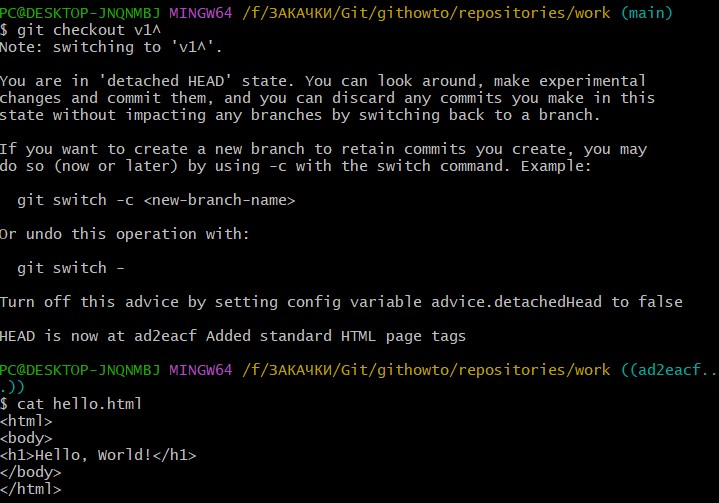 PC@DESKTOP-JNQNMBJ MINGW64 /f/ЗАКАЧКИ/Git/githowto/repositories/work (main)
$ git checkout v1^
Note: switching to 'v1^'.

You are in 'detached HEAD' state. You can look around, make experimental
changes and commit them, and you can discard any commits you make in this
state without impacting any branches by switching back to a branch.

If you want to create a new branch to retain commits you create, you may
do so (now or later) by using -c with the switch command. Example:

  git switch -c <new-branch-name>

Or undo this operation with:

  git switch -

Turn off this advice by setting config variable advice.detachedHead to false

HEAD is now at ad2eacf Added standard HTML page tags

PC@DESKTOP-JNQNMBJ MINGW64 /f/ЗАКАЧКИ/Git/githowto/repositories/work ((ad2eacf..
.))
$ cat hello.html
<html>
<body>
<h1>Hello, World!</h1>
</body>
</html>